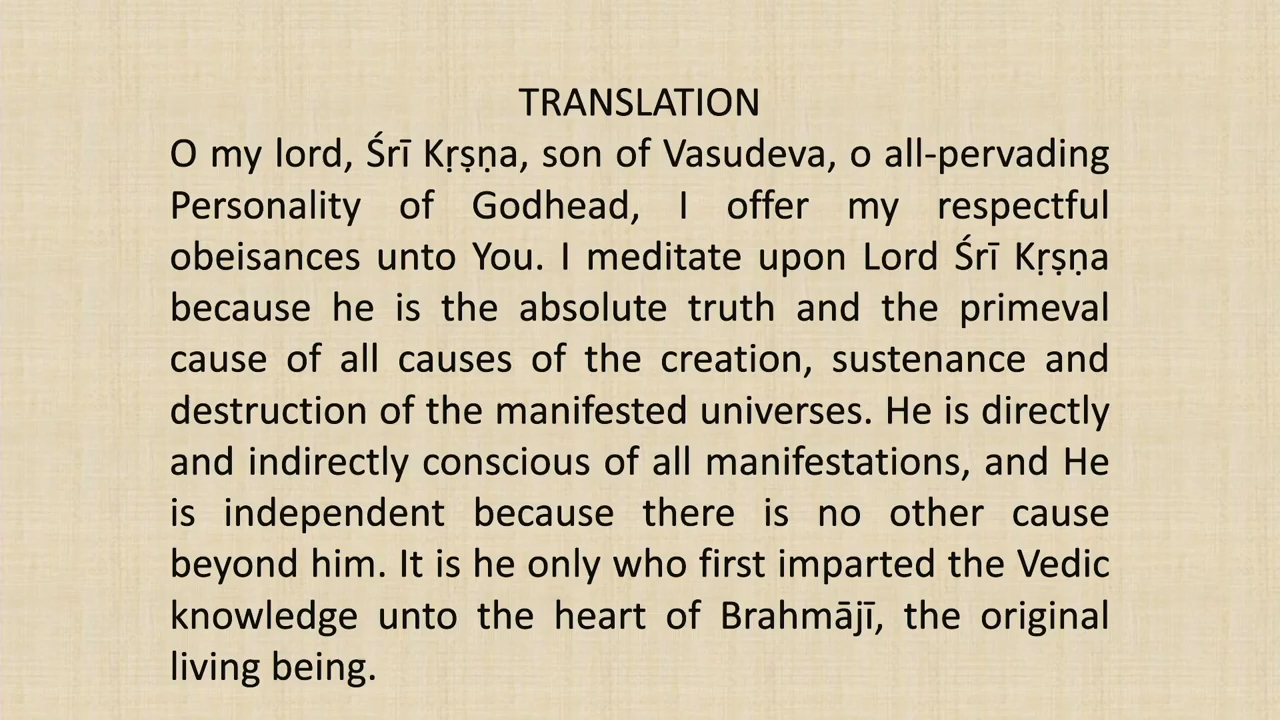 TRANSLATION
O my lord, Śrī Kṛṣṇa, son of Vasudeva, o all-pervading
Personality of Godhead, I offer my respectful
obeisances unto You. I meditate upon Lord Śrī Kṛṣṇa
because he is the absolute truth and the primeval
cause of all causes of the creation, sustenance and
destruction of the manifested universes. He is directly
and indirectly conscious of all manifestations, and He
is independent because there is no other cause
beyond him. It is he only who first imparted the Vedic
knowledge unto the heart of Brahmājī, the original
living being.